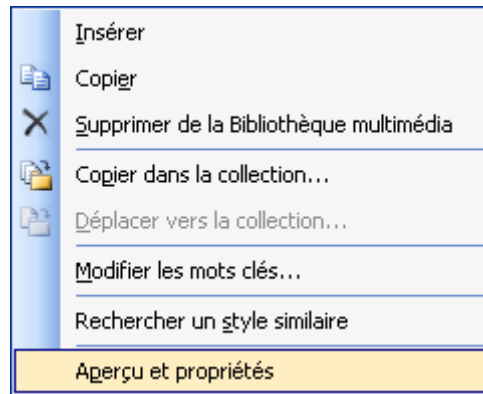 Insérer
Copier
Supprimer de la Bibliothèque multimédia
Copier dans la collection...
Déplacer vers la collection...
Modifier les mots clés...
Rechercher un style similaire
Aperçu et propriétés